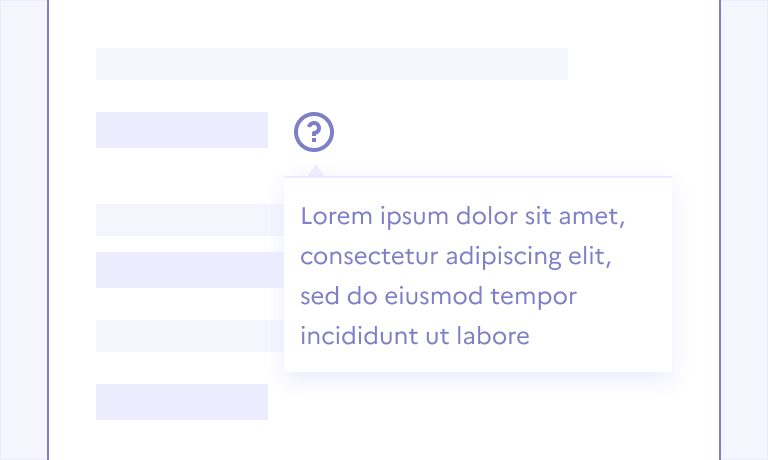 ?
Lorem ipsum dolor sit amet,
consectetur adipiscing elit,
sed do eiusmod tempor
incididunt ut labore